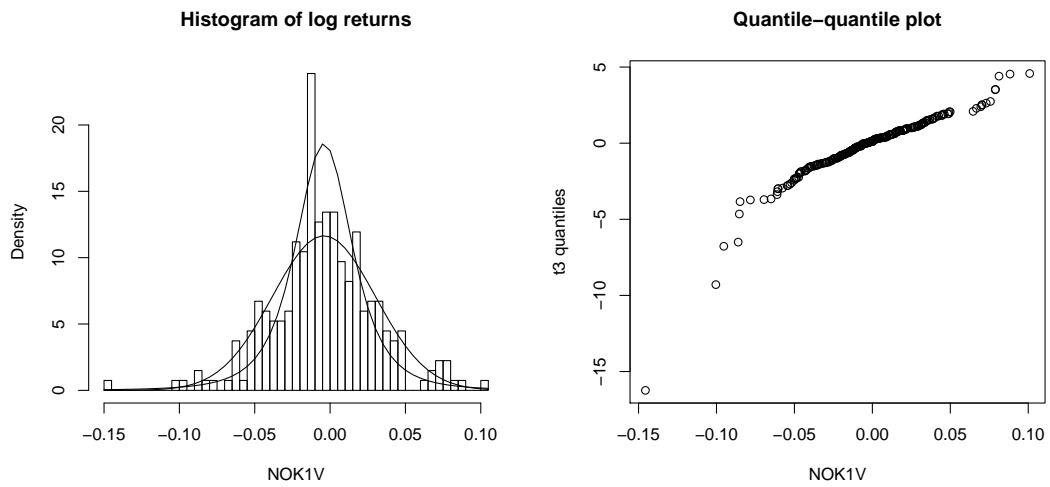 Histogram of log returns
Density
0
5
10
15
20
−0.15 −0.10 −0.05 0.00 0.05 0.10
NOK1V
Quantile−quantile plot
t3 quantiles
5
0
−5
−10
−15
−0.15 −0.10 −0.05 0.00 0.05 0.10
NOK1V